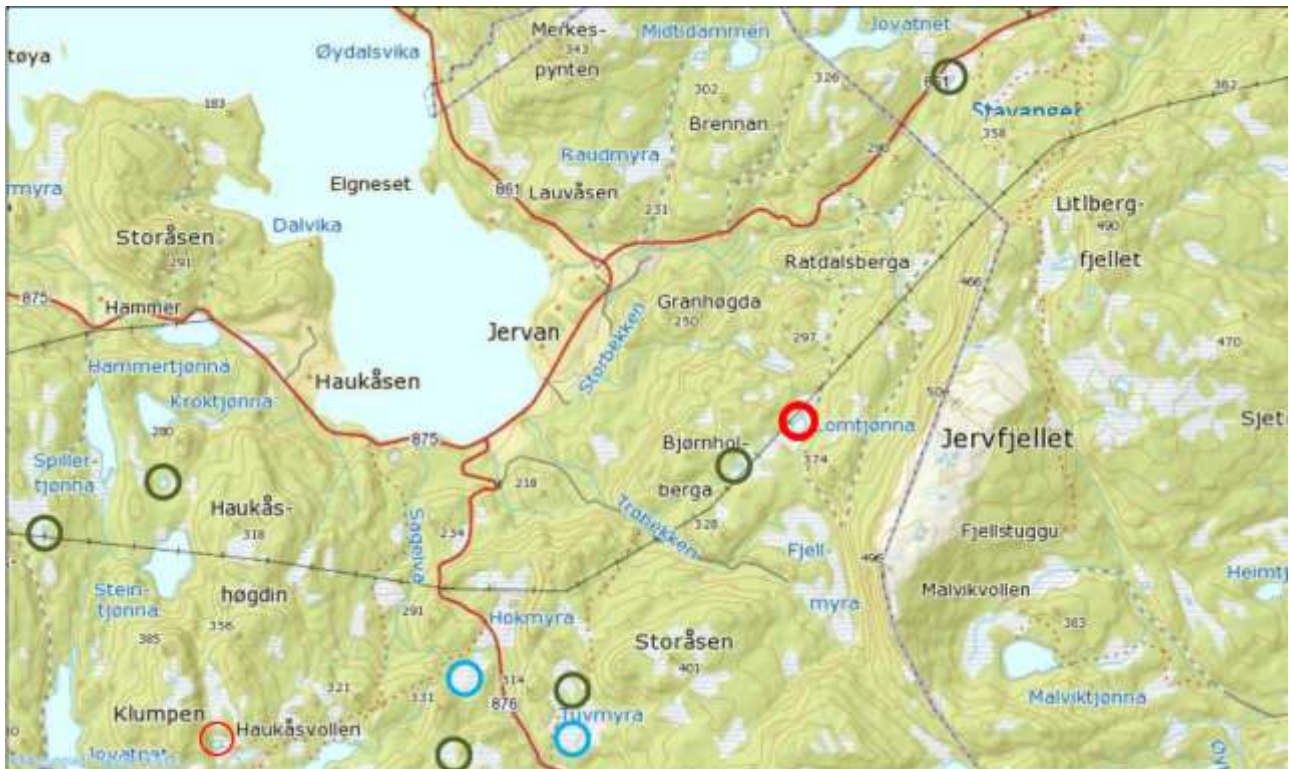 Jovatnet
Merkes-
Midtidammen
343
Øydalsvika
tøya
pynten
326
861
302
362
183
Stavanger
Brennan
358
290
Raudmyra
861
Lauvåsen
Elgneset
Litlberg-
231
490
Dalvika
Storåsen
fjellet
Ratdalsberga
291
466
875
Hammer
Granhøgda
250
Jervan
297
470
Storbekken
Hammertjønna
Haukåsen
504
Kroktjønna
Sjet
Lomtjønna
280
875
Bjørnhol-
Jervfjellet
Spiller-
374
tjønna
218
berga
Haukås-
328
Trobekken
234
318
Fjellstuggu
Sagelva
Fjell-
496
Stein-
Malvikvollen
høgdin
tjønna
291
myra
Hokmyra
356
383
385
Storåsen
401
314
321
331
Malviktjønna
876
Klumpen
Tuvmyra
Haukåsvollen
Jovatnet